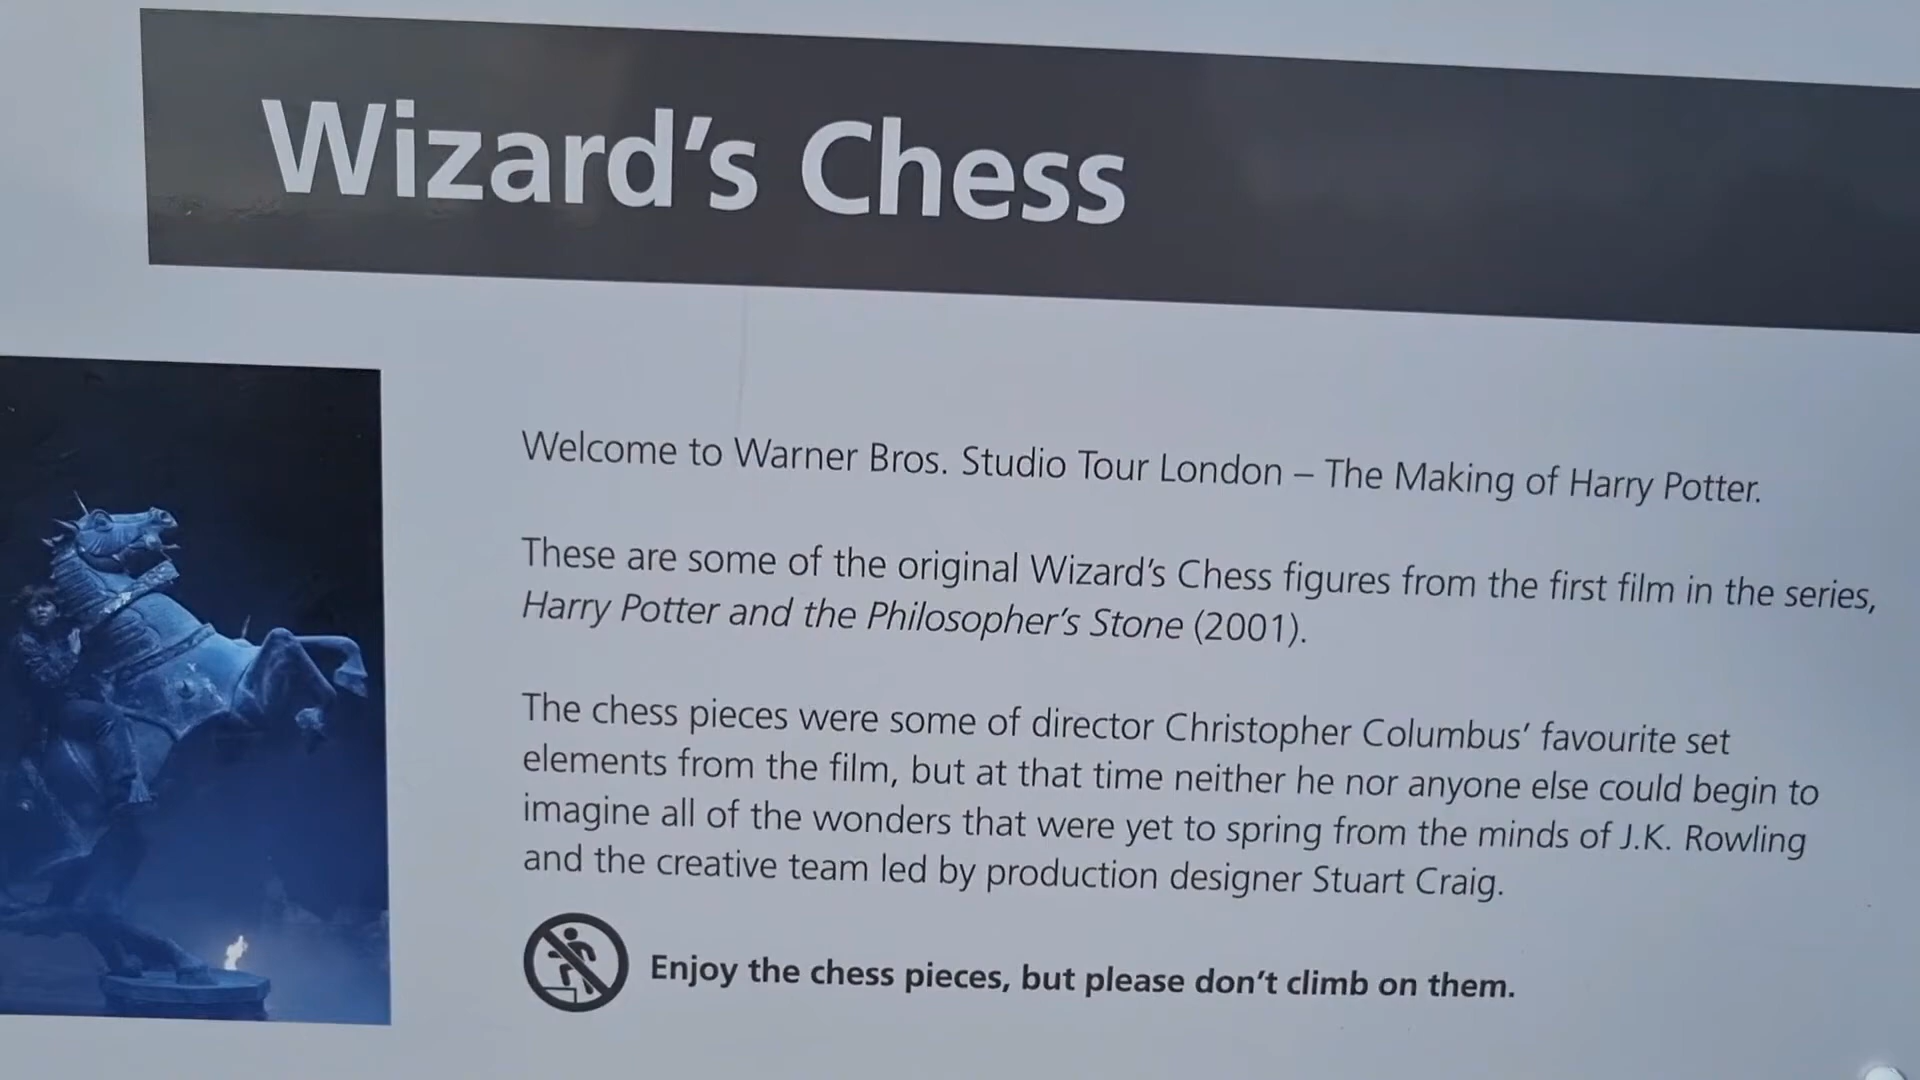 Wizard’s Chess
Welcome to Warner Bros. Studio Tour London – The Making of Harry Potter.
These are some of the original Wizard’s Chess figures from the first film in the series,
Harry Potter and the Philosopher’s Stone (2001).
The chess pieces were some of director Christopher Columbus’ favourite set
elements from the film, but at that time neither he nor anyone else could begin to
imagine all of the wonders that were yet to spring from the minds of J.K. Rowling
and the creative team led by production designer Stuart Craig.
Enjoy the chess pieces, but please don’t climb on them.